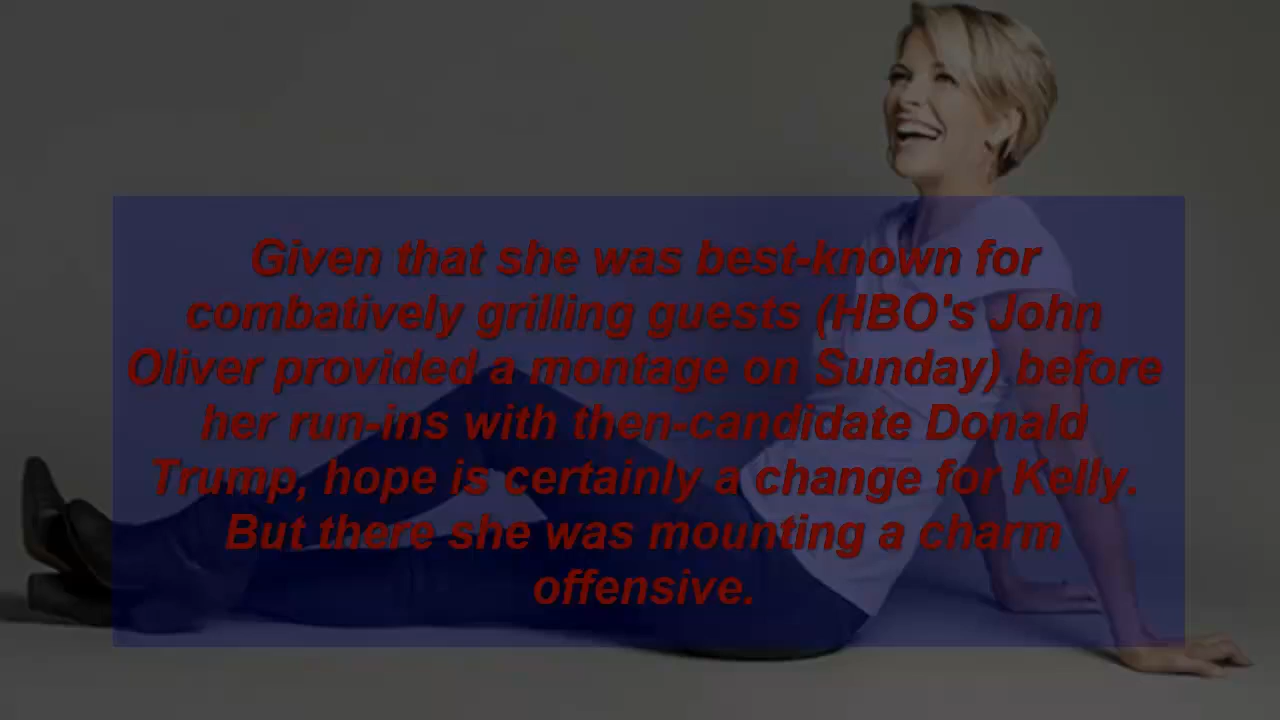 Given that she was best-known for
combatively grilling guests (HBO's John
Oliver provided a montage on Sunday) before
her run-ins with then-candidate Donald
Trump, hope is certainly a change for Kelly.
But there she was mounting a charm
offensive.